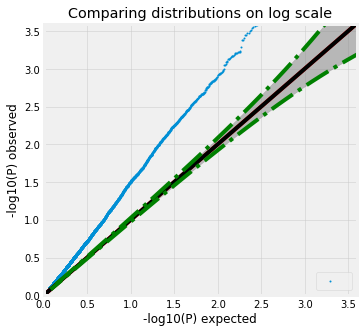 Comparing distributions on log scale
-log10(P) observed
3.5
3.0
2.5
2.0
1.5
1.0
0.5
0.0
0.0 0.5 1.0 1.5 2.0 2.5 3.0 3.5
-log10(P) expected